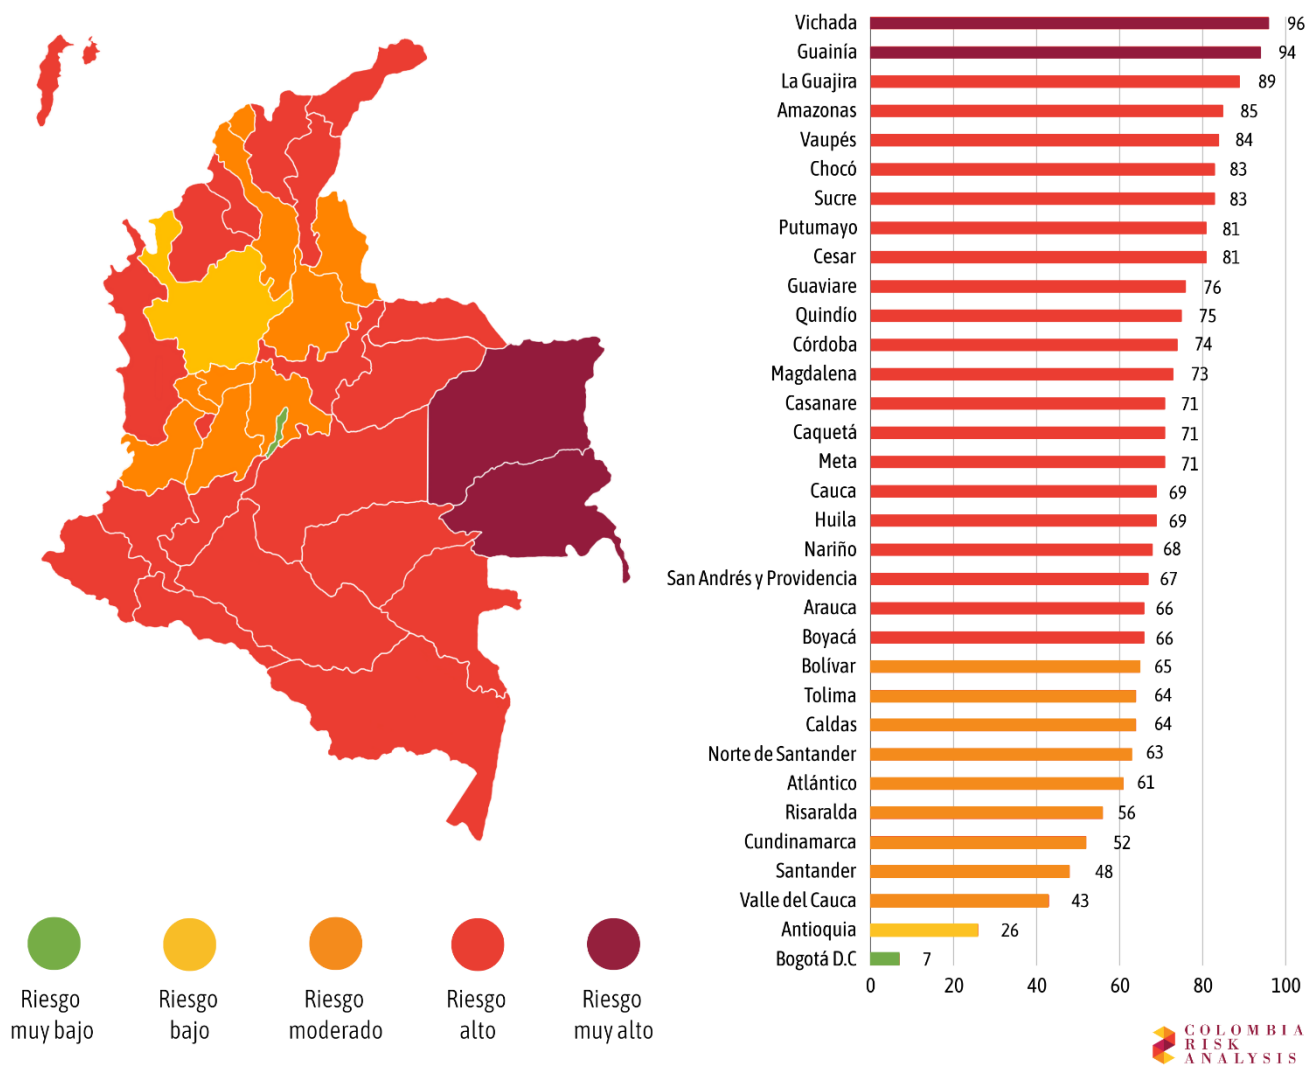 Vichada 96
Guainía 94
La Guajira 89
Amazonas 85
Vaupés 84
Chocó 83
Sucre 83
Putumayo 81
Cesar 81
Guaviare 76
Quindío 75
Córdoba 74
Magdalena 73
Casanare 71
Caquetá 71
Meta 71
Cauca 69
Huila 69
Nariño 68
San Andrés y Providencia 67
Arauca 66
Boyacá 66
Bolívar 65
Tolima 64
Caldas 64
Norte de Santander 63
Atlántico 61
Risaralda 56
Cundinamarca 52
Santander 48
Valle del Cauca 43
Antioquia 26
Bogotá D.C 7
0 20 40 60 80 100
Riesgo
muy bajo
Riesgo
bajo
Riesgo
moderado
Riesgo
alto
Riesgo
muy alto
COLOMBIA
RISK
ANALYSIS